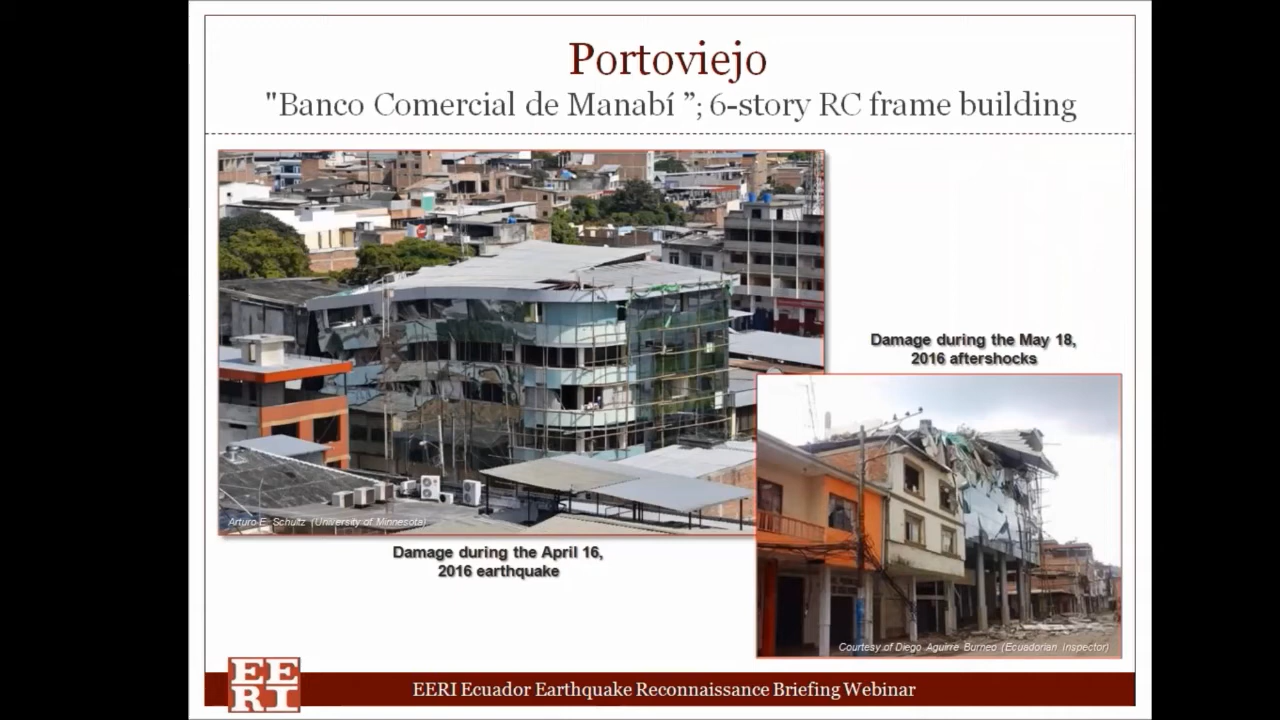 Portoviejo
"Banco Comercial de Manabí ”; 6-story RC frame building
Arturo E. Schultz (University of Minnesota)
Damage during the April 16,
2016 earthquake
Damage during the May 18,
2016 aftershocks
Courtesy of Diego Aguirre Burneo (Ecuadorian Inspector)
EE
RI
EERI Ecuador Earthquake Reconnaissance Briefing Webinar